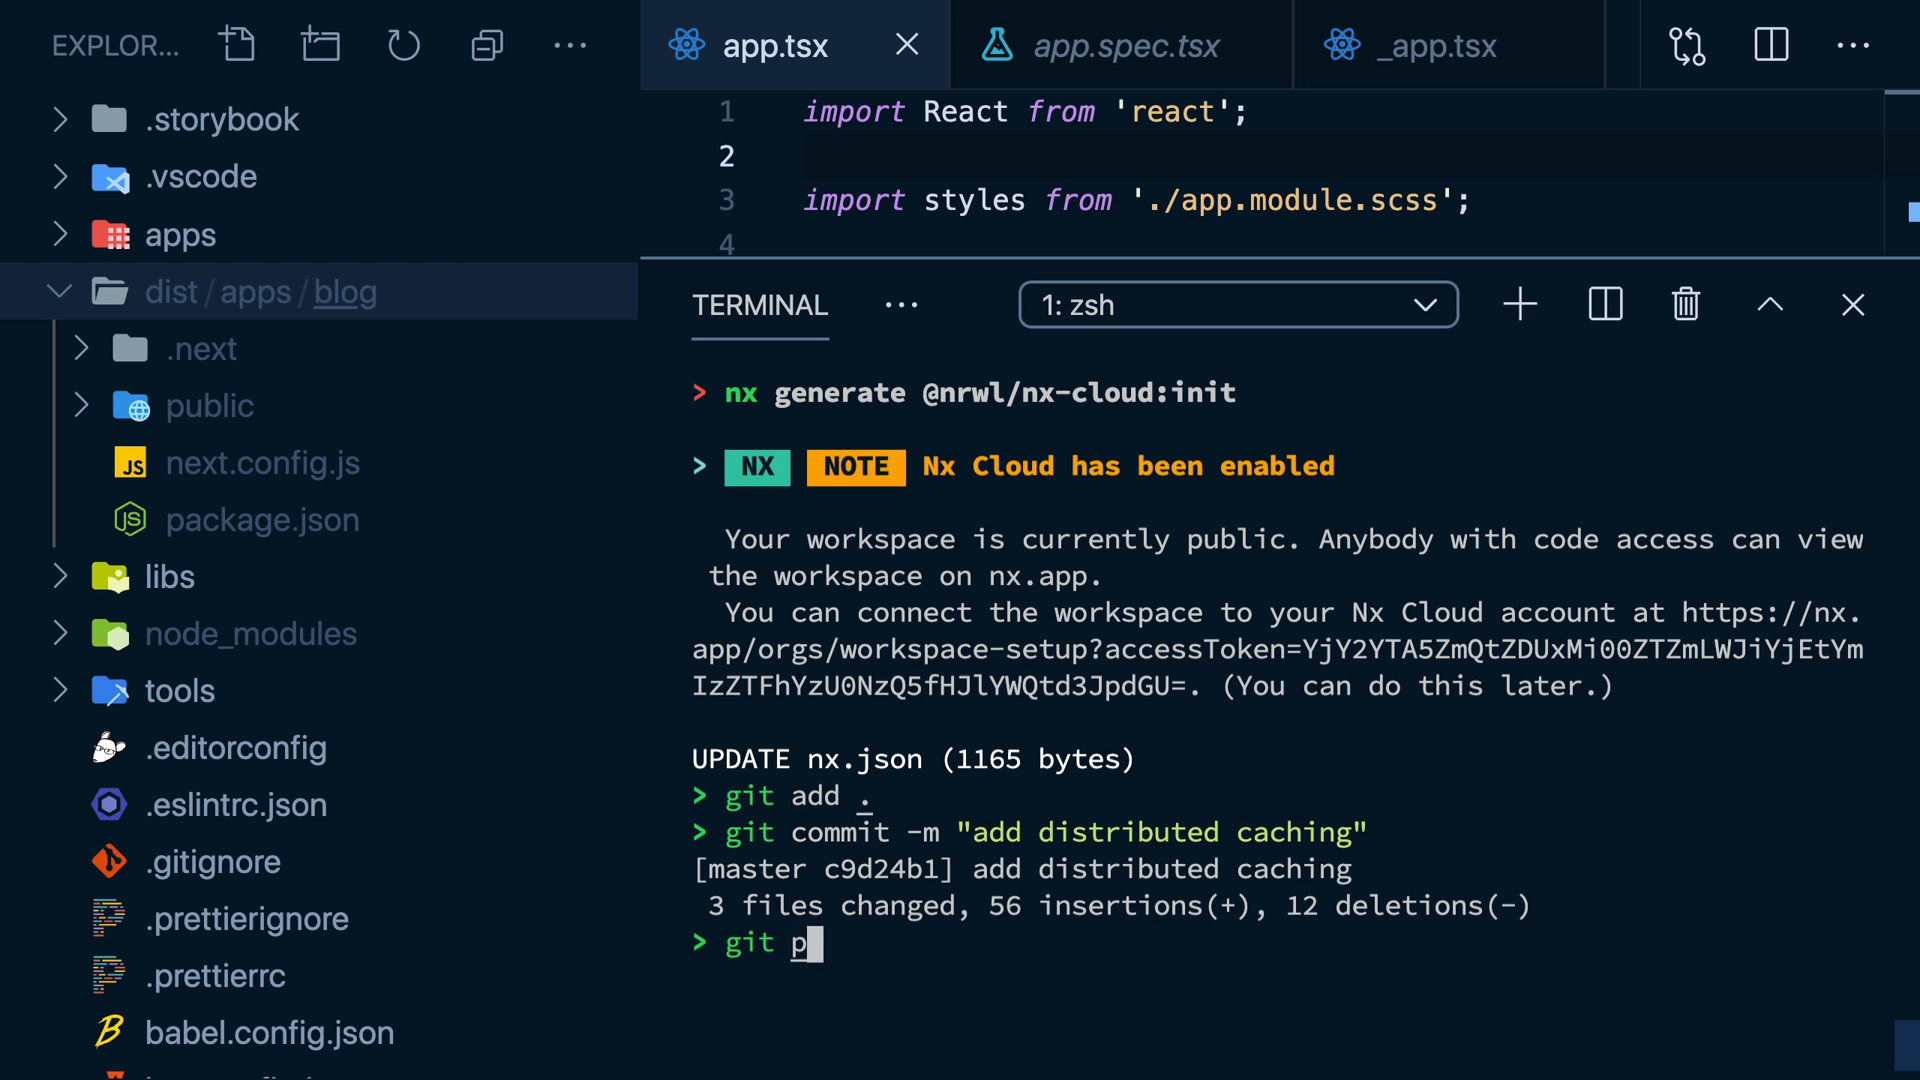 EXPLOR...
.storybook
.vscode
apps
dist / apps / blog
.next
public
next.config.js
package.json
libs
node_modules
tools
.editorconfig
.eslintrc.json
.gitignore
.prettierignore
.prettierrc
babel.config.json
app.tsx
app.spec.tsx
_app.tsx
1 import React from 'react';
2
3 import styles from './app.module.scss';
4
TERMINAL
1: zsh
> nx generate @nrwl/nx-cloud:init
> NX NOTE Nx Cloud has been enabled
Your workspace is currently public. Anybody with code access can view
the workspace on nx.app.
You can connect the workspace to your Nx Cloud account at https://nx.
app/orgs/workspace-setup?accessToken=YjY2YTA5ZmQtZDUxMi00ZTZmLWJiYjEtYm
IzZTFhYzU0NzQ5fHJlYWQtd3JpdGU=. (You can do this later.)
UPDATE nx.json (1165 bytes)
> git add .
> git commit -m "add distributed caching"
[master c9d24b1] add distributed caching
3 files changed, 56 insertions(+), 12 deletions(-)
> git p